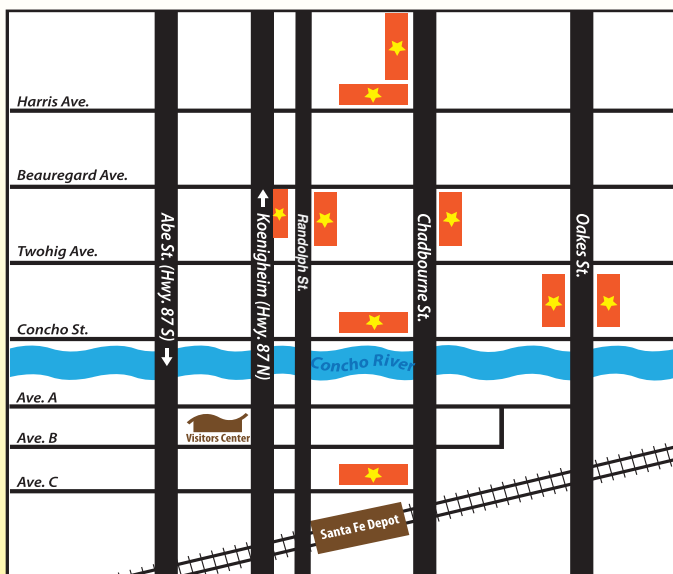 Harris Ave.
Beauregard Ave.
Twohig Ave.
Concho St.
Abe St. (Hwy. 87 S)
Koenigheim (Hwy. 87 N)
Randolph St.
Chadbourne St.
Oakes St.
Concho River
Ave. A
Ave. B
Visitors Center
Ave. C
Santa Fe Depot